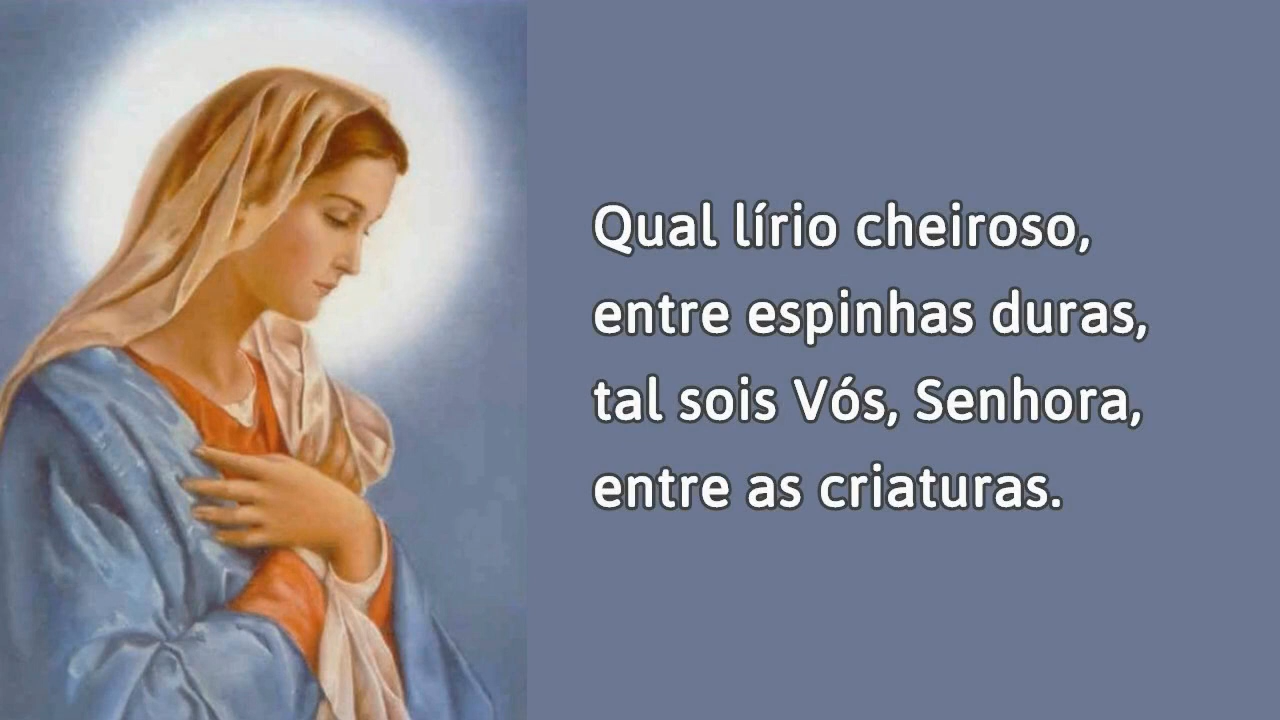 Qual lírio cheiroso,
entre espinhas duras,
tal sois Vós, Senhora,
entre as criaturas.